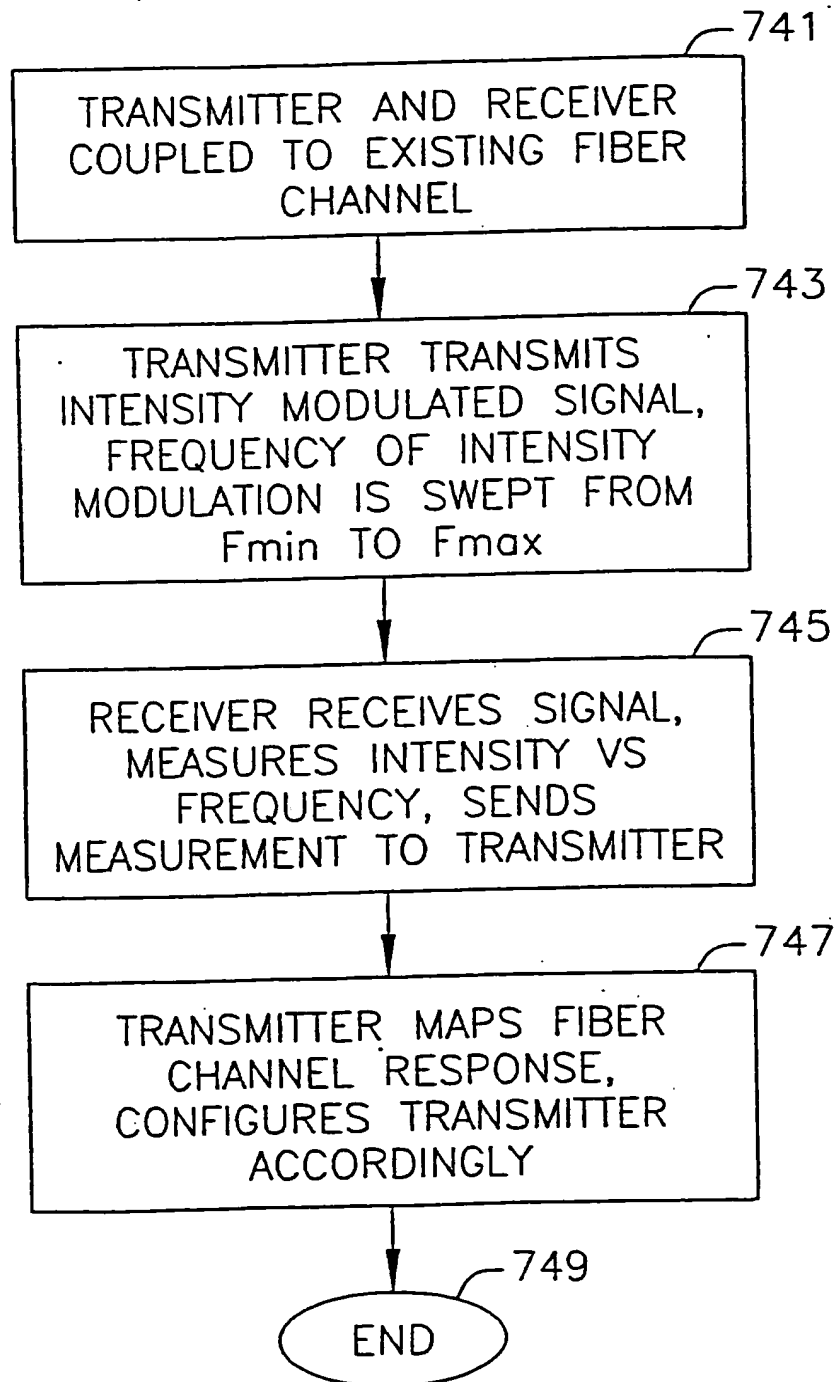 741
TRANSMITTER AND RECEIVER
COUPLED TO EXISTING FIBER
CHANNEL
743
TRANSMITTER TRANSMITS
INTENSITY MODULATED SIGNAL,
FREQUENCY OF INTENSITY
MODULATION IS SWEPT FROM
Fmin TO Fmax
745
RECEIVER RECEIVES SIGNAL,
MEASURES INTENSITY VS
FREQUENCY, SENDS
MEASUREMENT TO TRANSMITTER
747
TRANSMITTER MAPS FIBER
CHANNEL RESPONSE,
CONFIGURES TRANSMITTER
ACCORDINGLY
749
END